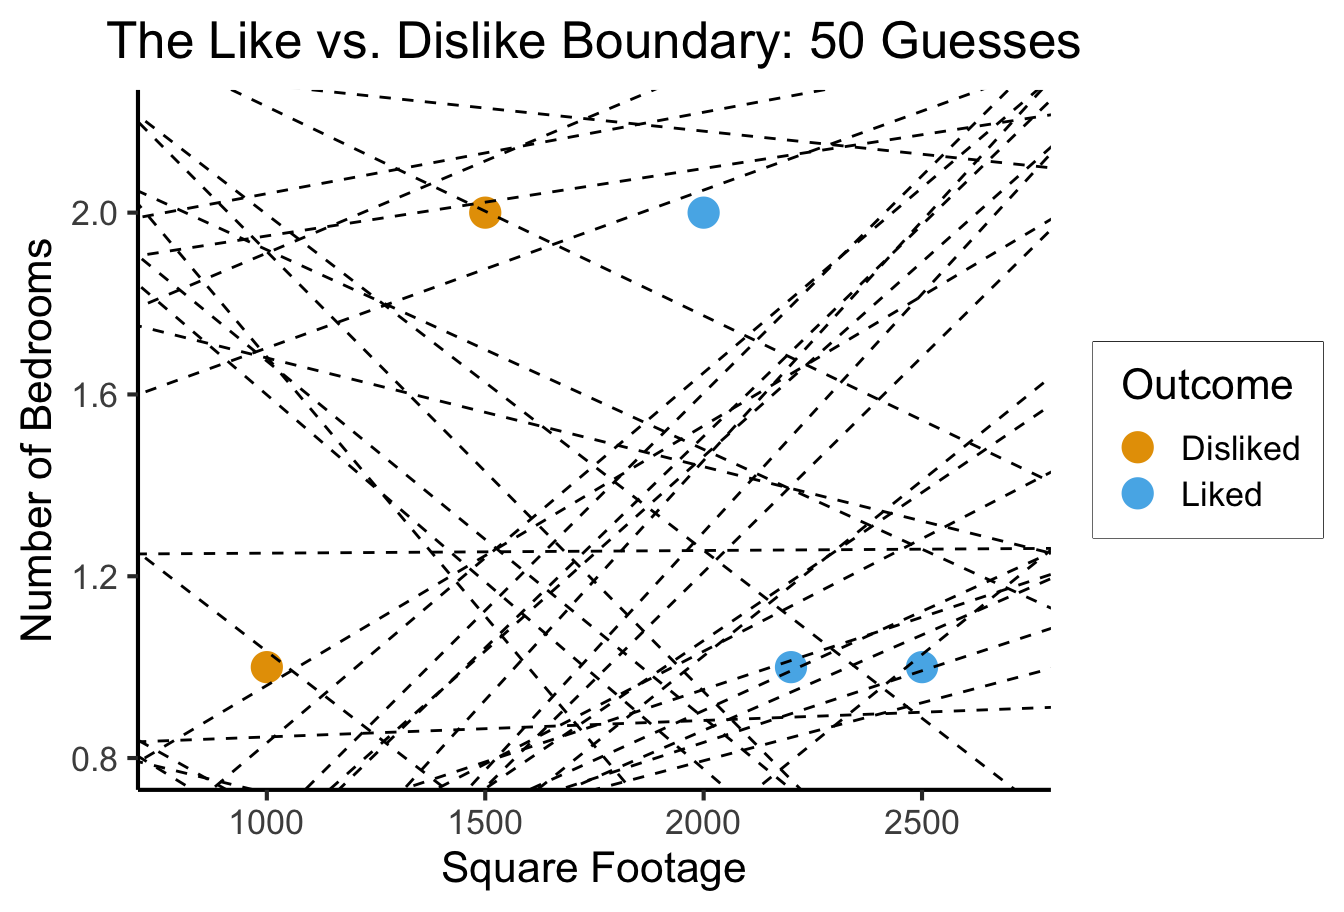 The Like vs. Dislike Boundary: 50 Guesses
Number of Bedrooms
2.0
1.6
1.2
0.8
1000 1500 2000 2500
Square Footage
Outcome
Disliked
Liked